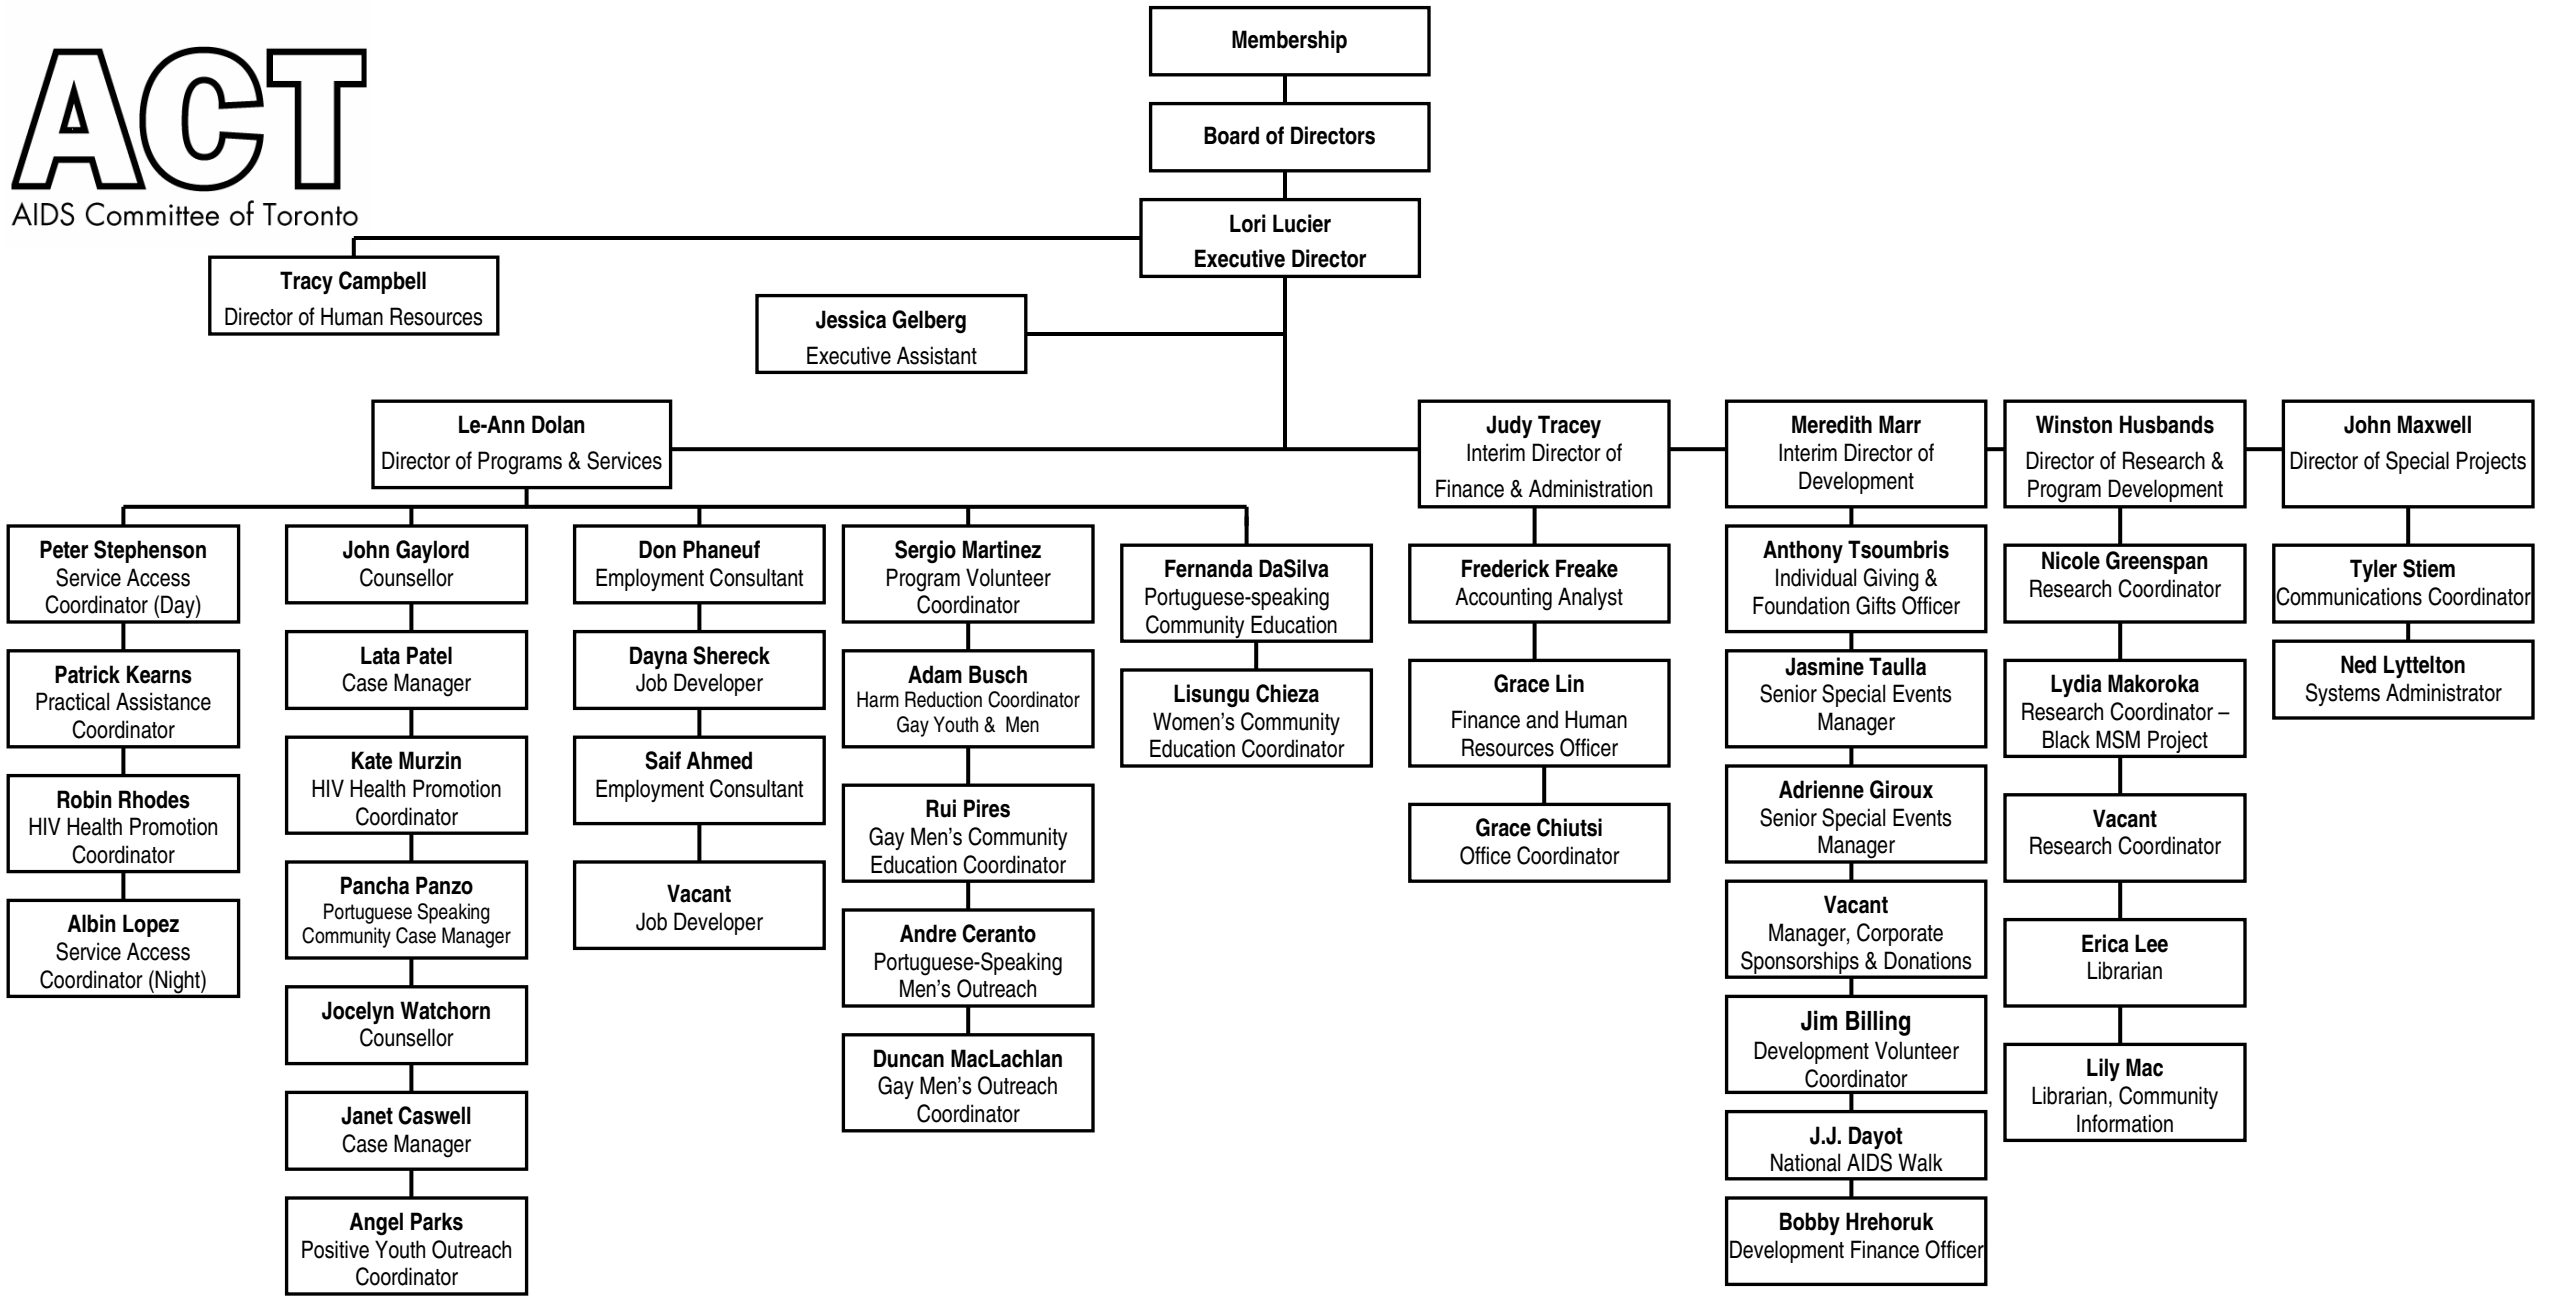 ACT
AIDS Committee of Toronto
Membership
Board of Directors
Lori Lucier
Executive Director
Tracy Campbell
Director of Human Resources
Jessica Gelberg
Executive Assistant
Le-Ann Dolan
Director of Programs & Services
Judy Tracey
Interim Director of
Finance & Administration
Meredith Marr
Interim Director of
Development
Winston Husbands
Director of Research &
Program Development
John Maxwell
Director of Special Projects
Peter Stephenson
Service Access
Coordinator (Day)
Patrick Kearns
Practical Assistance
Coordinator
Robin Rhodes
HIV Health Promotion
Coordinator
Albin Lopez
Service Access
Coordinator (Night)
John Gaylord
Counsellor
Lata Patel
Case Manager
Kate Murzin
HIV Health Promotion
Coordinator
Pancha Panzo
Portuguese Speaking
Community Case Manager
Jocelyn Watchorn
Counsellor
Janet Caswell
Case Manager
Angel Parks
Positive Youth Outreach
Coordinator
Don Phaneuf
Employment Consultant
Dayna Shereck
Job Developer
Saif Ahmed
Employment Consultant
Vacant
Job Developer
Sergio Martinez
Program Volunteer
Coordinator
Adam Busch
Harm Reduction Coordinator
Gay Youth & Men
Rui Pires
Gay Men's Community
Education Coordinator
Andre Ceranto
Portuguese-Speaking
Men's Outreach
Duncan MacLachlan
Gay Men's Outreach
Coordinator
Fernanda DaSilva
Portuguese-speaking
Community Education
Lisungu Chieza
Women's Community
Education Coordinator
Frederick Freake
Accounting Analyst
Grace Lin
Finance and Human
Resources Officer
Grace Chiutsi
Office Coordinator
Anthony Tsoumbris
Individual Giving &
Foundation Gifts Officer
Jasmine Taulla
Senior Special Events
Manager
Adrienne Giroux
Senior Special Events
Manager
Vacant
Manager, Corporate
Sponsorships & Donations
Jim Billing
Development Volunteer
Coordinator
J.J. Dayot
National AIDS Walk
Bobby Hrehoruk
Development Finance Officer
Nicole Greenspan
Research Coordinator
Lydia Makoroka
Research Coordinator –
Black MSM Project
Vacant
Research Coordinator
Erica Lee
Librarian
Lily Mac
Librarian, Community
Information
Tyler Stiem
Communications Coordinator
Ned Lyttelton
Systems Administrator